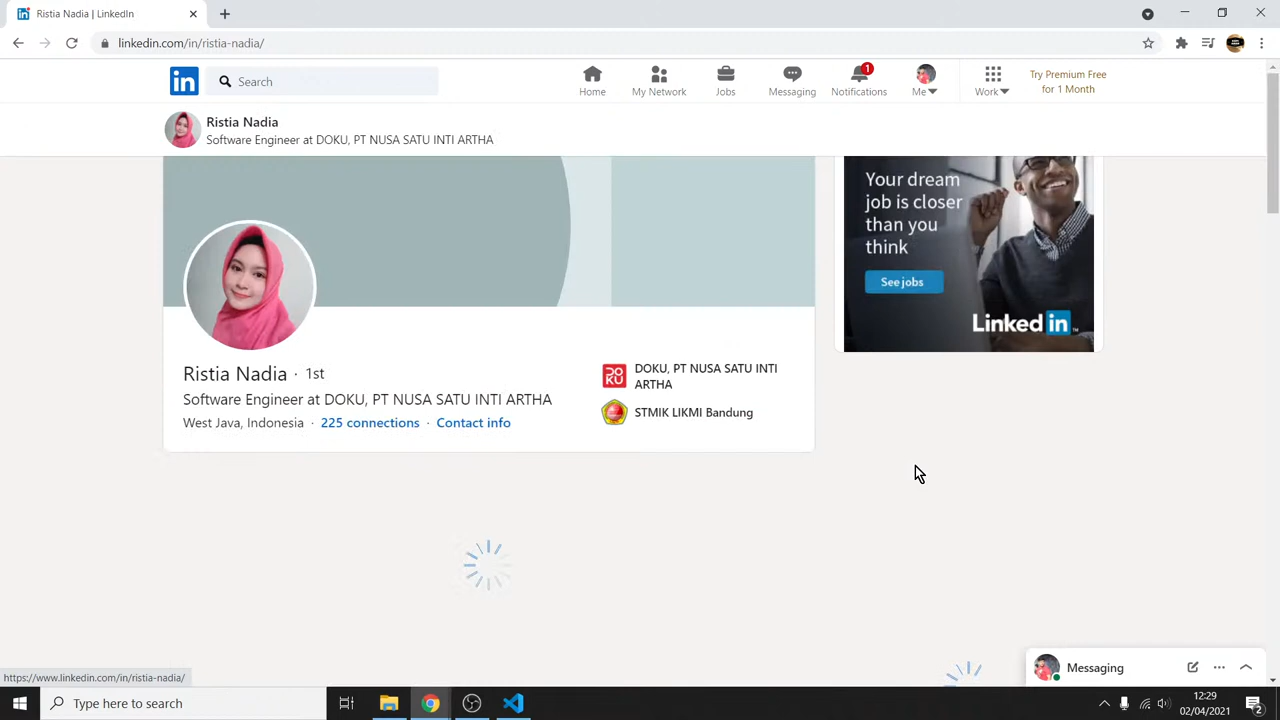 Ristia Nadia | LinkedIn
linkedin.com/in/ristia-nadia/
in
Search
Home
My Network
Jobs
Messaging
1
Notifications
Me
Work
Try Premium Free
for 1 Month
Ristia Nadia
Software Engineer at DOKU, PT NUSA SATU INTI ARTHA
Your dream
job is closer
than you
think
See jobs
Linked in
Ristia Nadia · 1st
Software Engineer at DOKU, PT NUSA SATU INTI ARTHA
West Java, Indonesia · 225 connections · Contact info
DOKU
DOKU, PT NUSA SATU INTI
ARTHA
STMIK LIKMI Bandung
Messaging
https://www.linkedin.com/in/ristia-nadia/
Type here to search
12:29
02/04/2021
2